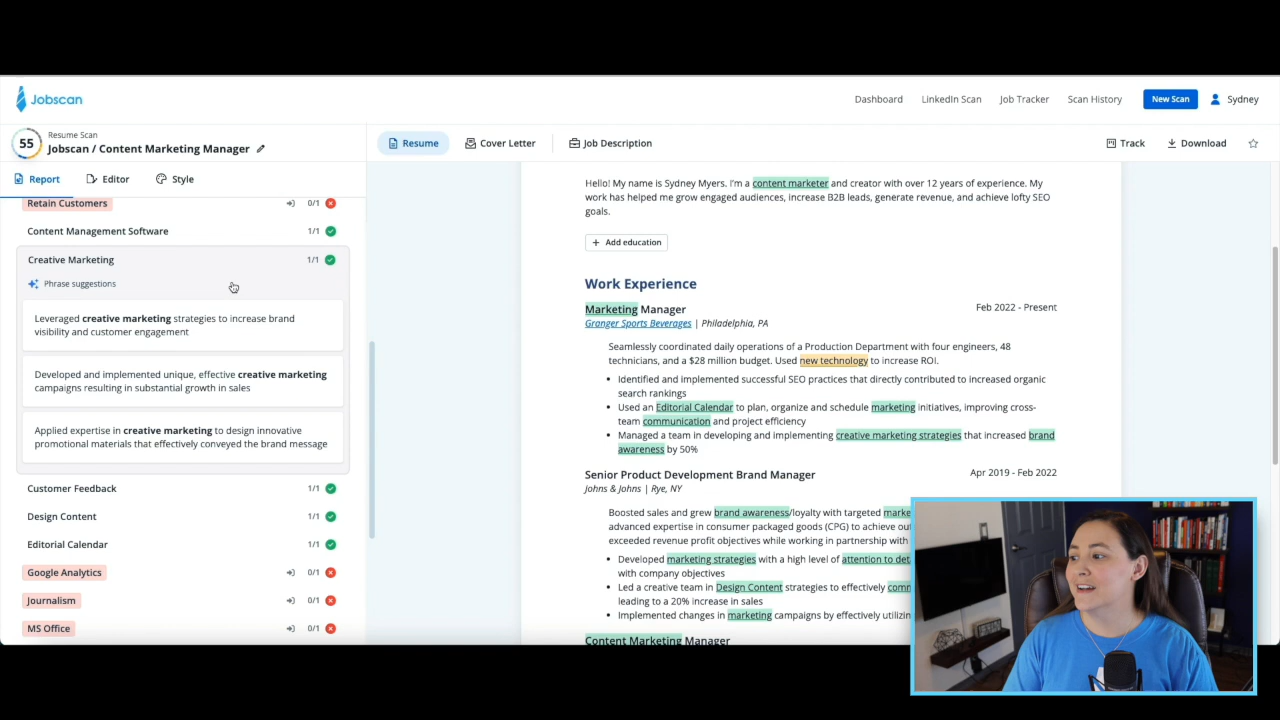 Jobscan
Dashboard
LinkedIn Scan
Job Tracker
Scan History
New Scan
Sydney
55
Resume Scan
Jobscan / Content Marketing Manager
Resume
Cover Letter
Job Description
Track
Download
Report
Editor
Style
Retain Customers 0/1
Content Management Software 1/1
Creative Marketing 1/1
Phrase suggestions
Leveraged creative marketing strategies to increase brand
visibility and customer engagement
Developed and implemented unique, effective creative marketing
campaigns resulting in substantial growth in sales
Applied expertise in creative marketing to design innovative
promotional materials that effectively conveyed the brand message
Customer Feedback 1/1
Design Content 1/1
Editorial Calendar 1/1
Google Analytics 0/1
Journalism 0/1
MS Office 0/1
Hello! My name is Sydney Myers. I'm a content marketer and creator with over 12 years of experience. My
work has helped me grow engaged audiences, increase B2B leads, generate revenue, and achieve lofty SEO
goals.
+ Add education
Work Experience
Marketing Manager Feb 2022 - Present
Granger Sports Beverages | Philadelphia, PA
Seamlessly coordinated daily operations of a Production Department with four engineers, 48
technicians, and a $28 million budget. Used new technology to increase ROI.
• Identified and implemented successful SEO practices that directly contributed to increased organic
search rankings
• Used an Editorial Calendar to plan, organize and schedule marketing initiatives, improving cross-
team communication and project efficiency
• Managed a team in developing and implementing creative marketing strategies that increased brand
awareness by 50%
Senior Product Development Brand Manager Apr 2019 - Feb 2022
Johns & Johns | Rye, NY
Boosted sales and grew brand awareness/loyalty with targeted
advanced expertise in consumer packaged goods (CPG) to achieve
exceeded revenue profit objectives while working in partnership with
• Developed marketing strategies with a high level of attention to
with company objectives
• Led a creative team in Design Content strategies to effectively
leading to a 20% increase in sales
• Implemented changes in marketing campaigns by effectively
Content Marketing Manager